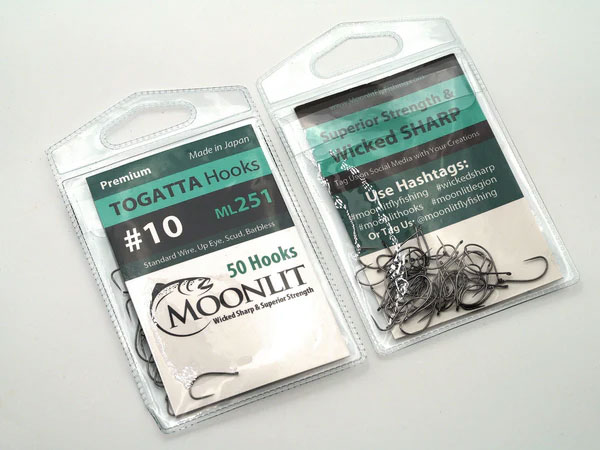 Premium
Made in Japan
TOGATTA Hooks
#10
ML251
Standard Wire, Up Eye, Scud, Barbless
50 Hooks
MOONLIT
Wicked Sharp & Superior Strength
Superior Strength &
Wicked SHARP
Tag Us on Social Media with Your Creations
Use Hashtags:
#moonlitflyfishing #wickedsharp
#moonlithooks #moonlitlegion
Or Tag Us: @moonlitflyfishing